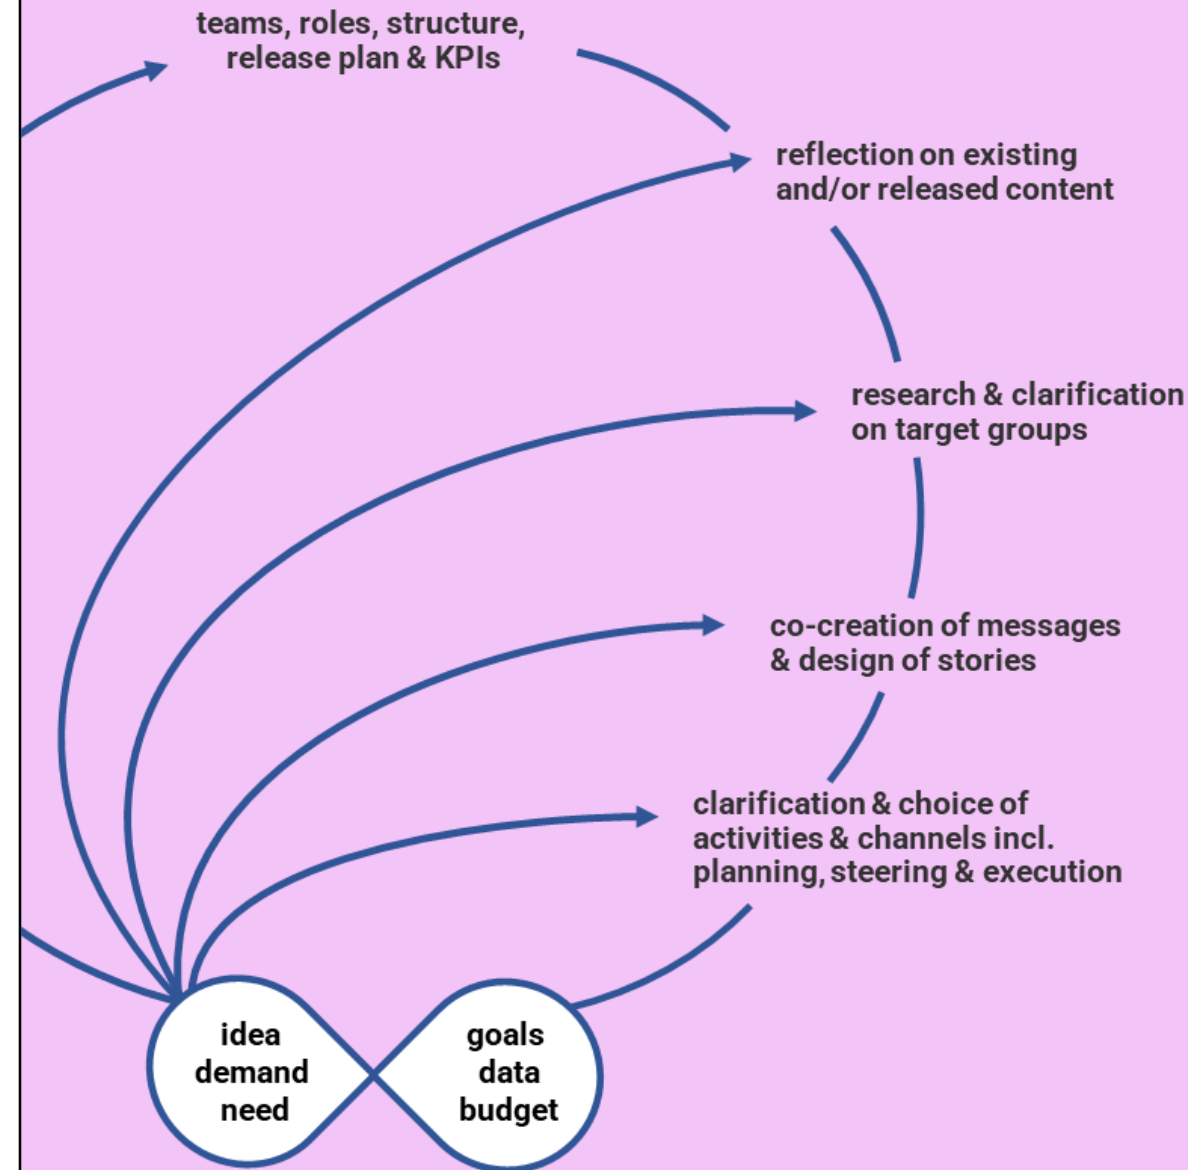 teams, roles, structure,
release plan & KPIs
reflection on existing
and/or released content
research & clarification
on target groups
co-creation of messages
& design of stories
clarification & choice of
activities & channels incl.
planning, steering & execution
idea
demand
need
goals
data
budget